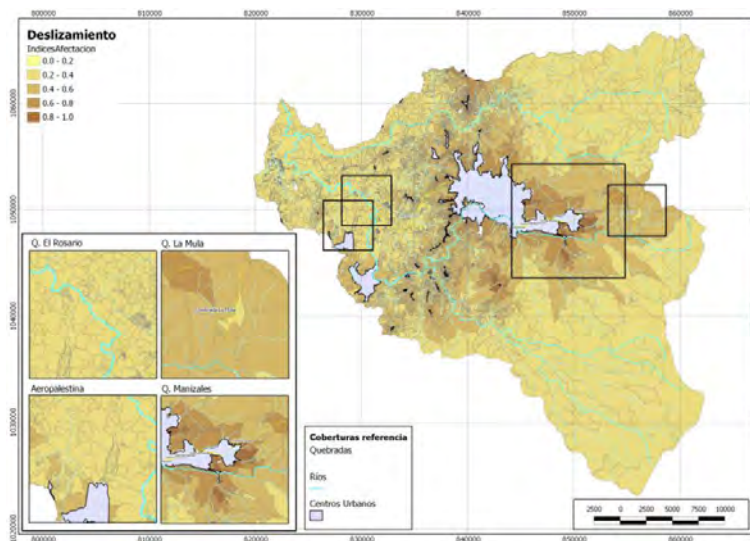 800000 810000 820000 830000 840000 850000 860000
Deslizamiento
IndicesAfectacion
0.0 - 0.2
0.2 - 0.4
0.4 - 0.6
0.6 - 0.8
0.8 - 1.0
1060000
1050000
1040000
1030000
1020000
Q. El Rosario
Q. La Mula
Aeropalestina
Q. Manizales
Coberturas referencia
Quebradas
Ríos
Centros Urbanos
2500 0 2500 5000 7500 10000
800000 810000 820000 830000 840000 850000 860000